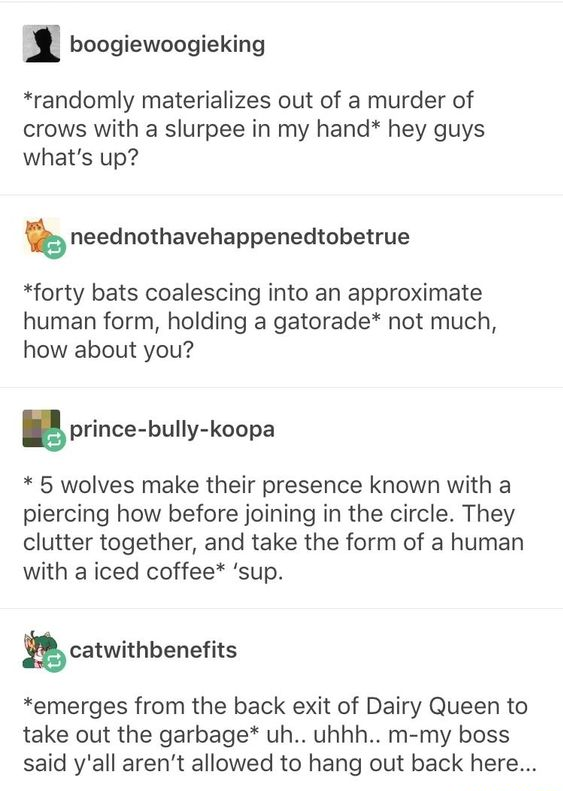 boogiewoogieking
*randomly materializes out of a murder of
crows with a slurpee in my hand* hey guys
what's up?
neednothavehappenedtobetrue
*forty bats coalescing into an approximate
human form, holding a gatorade* not much,
how about you?
prince-bully-koopa
* 5 wolves make their presence known with a
piercing how before joining in the circle. They
clutter together, and take the form of a human
with a iced coffee* ‘sup.
catwithbenefits
*emerges from the back exit of Dairy Queen to
take out the garbage* uh.. uhhh.. m-my boss
said y'all aren't allowed to hang out back here...